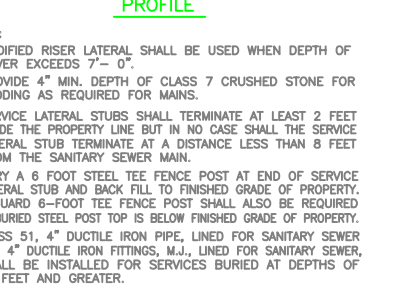 PROFILE
:
DIFIED RISER LATERAL SHALL BE USED WHEN DEPTH OF
VER EXCEEDS 7'- 0".
OVIDE 4" MIN. DEPTH OF CLASS 7 CRUSHED STONE FOR
DDING AS REQUIRED FOR MAINS.
RVICE LATERAL STUBS SHALL TERMINATE AT LEAST 2 FEET
DE THE PROPERTY LINE BUT IN NO CASE SHALL THE SERVICE
ERAL STUB TERMINATE AT A DISTANCE LESS THAN 8 FEET
OM THE SANITARY SEWER MAIN.
RY A 6 FOOT STEEL TEE FENCE POST AT END OF SERVICE
ERAL STUB AND BACK FILL TO FINISHED GRADE OF PROPERTY.
GUARD 6-FOOT TEE FENCE POST SHALL ALSO BE REQUIRED
BURIED STEEL POST TOP IS BELOW FINISHED GRADE OF PROPERTY.
SS 51, 4" DUCTILE IRON PIPE, LINED FOR SANITARY SEWER
4" DUCTILE IRON FITTINGS, M.J., LINED FOR SANITARY SEWER,
ALL BE INSTALLED FOR SERVICES BURIED AT DEPTHS OF
FEET AND GREATER.